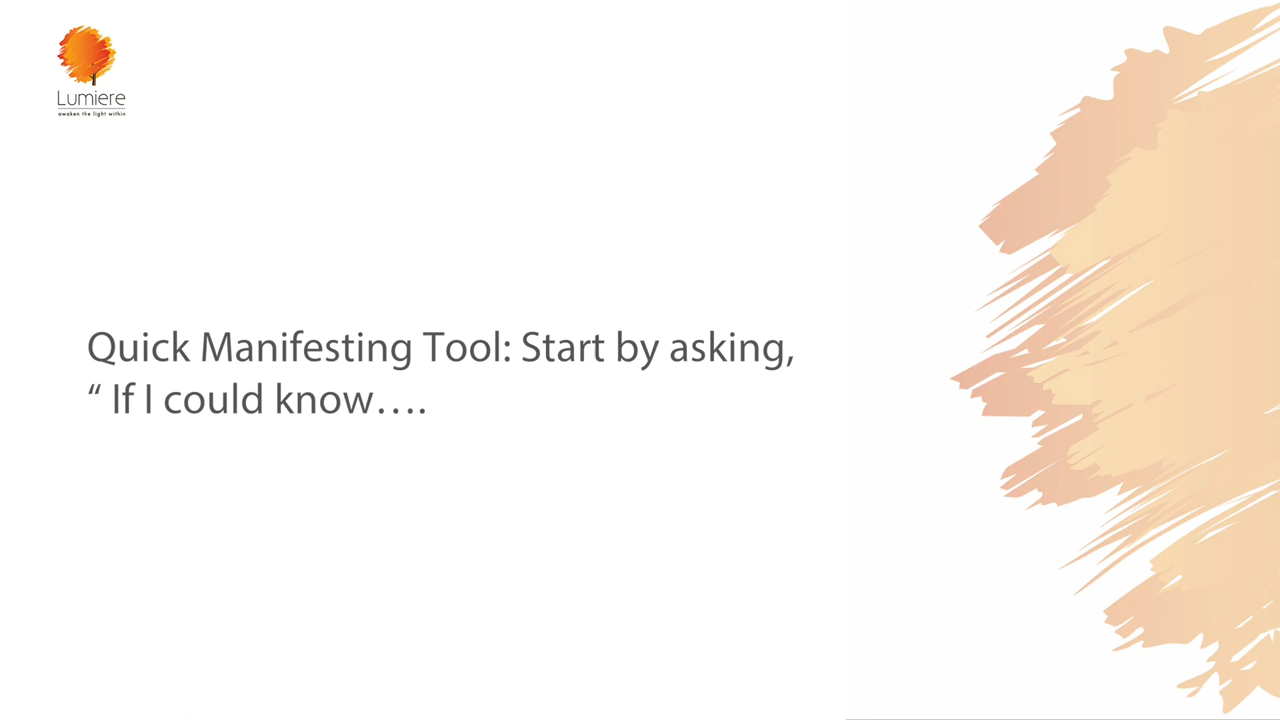 Lumiere
awaken the light within
Quick Manifesting Tool: Start by asking,
“ If I could know….